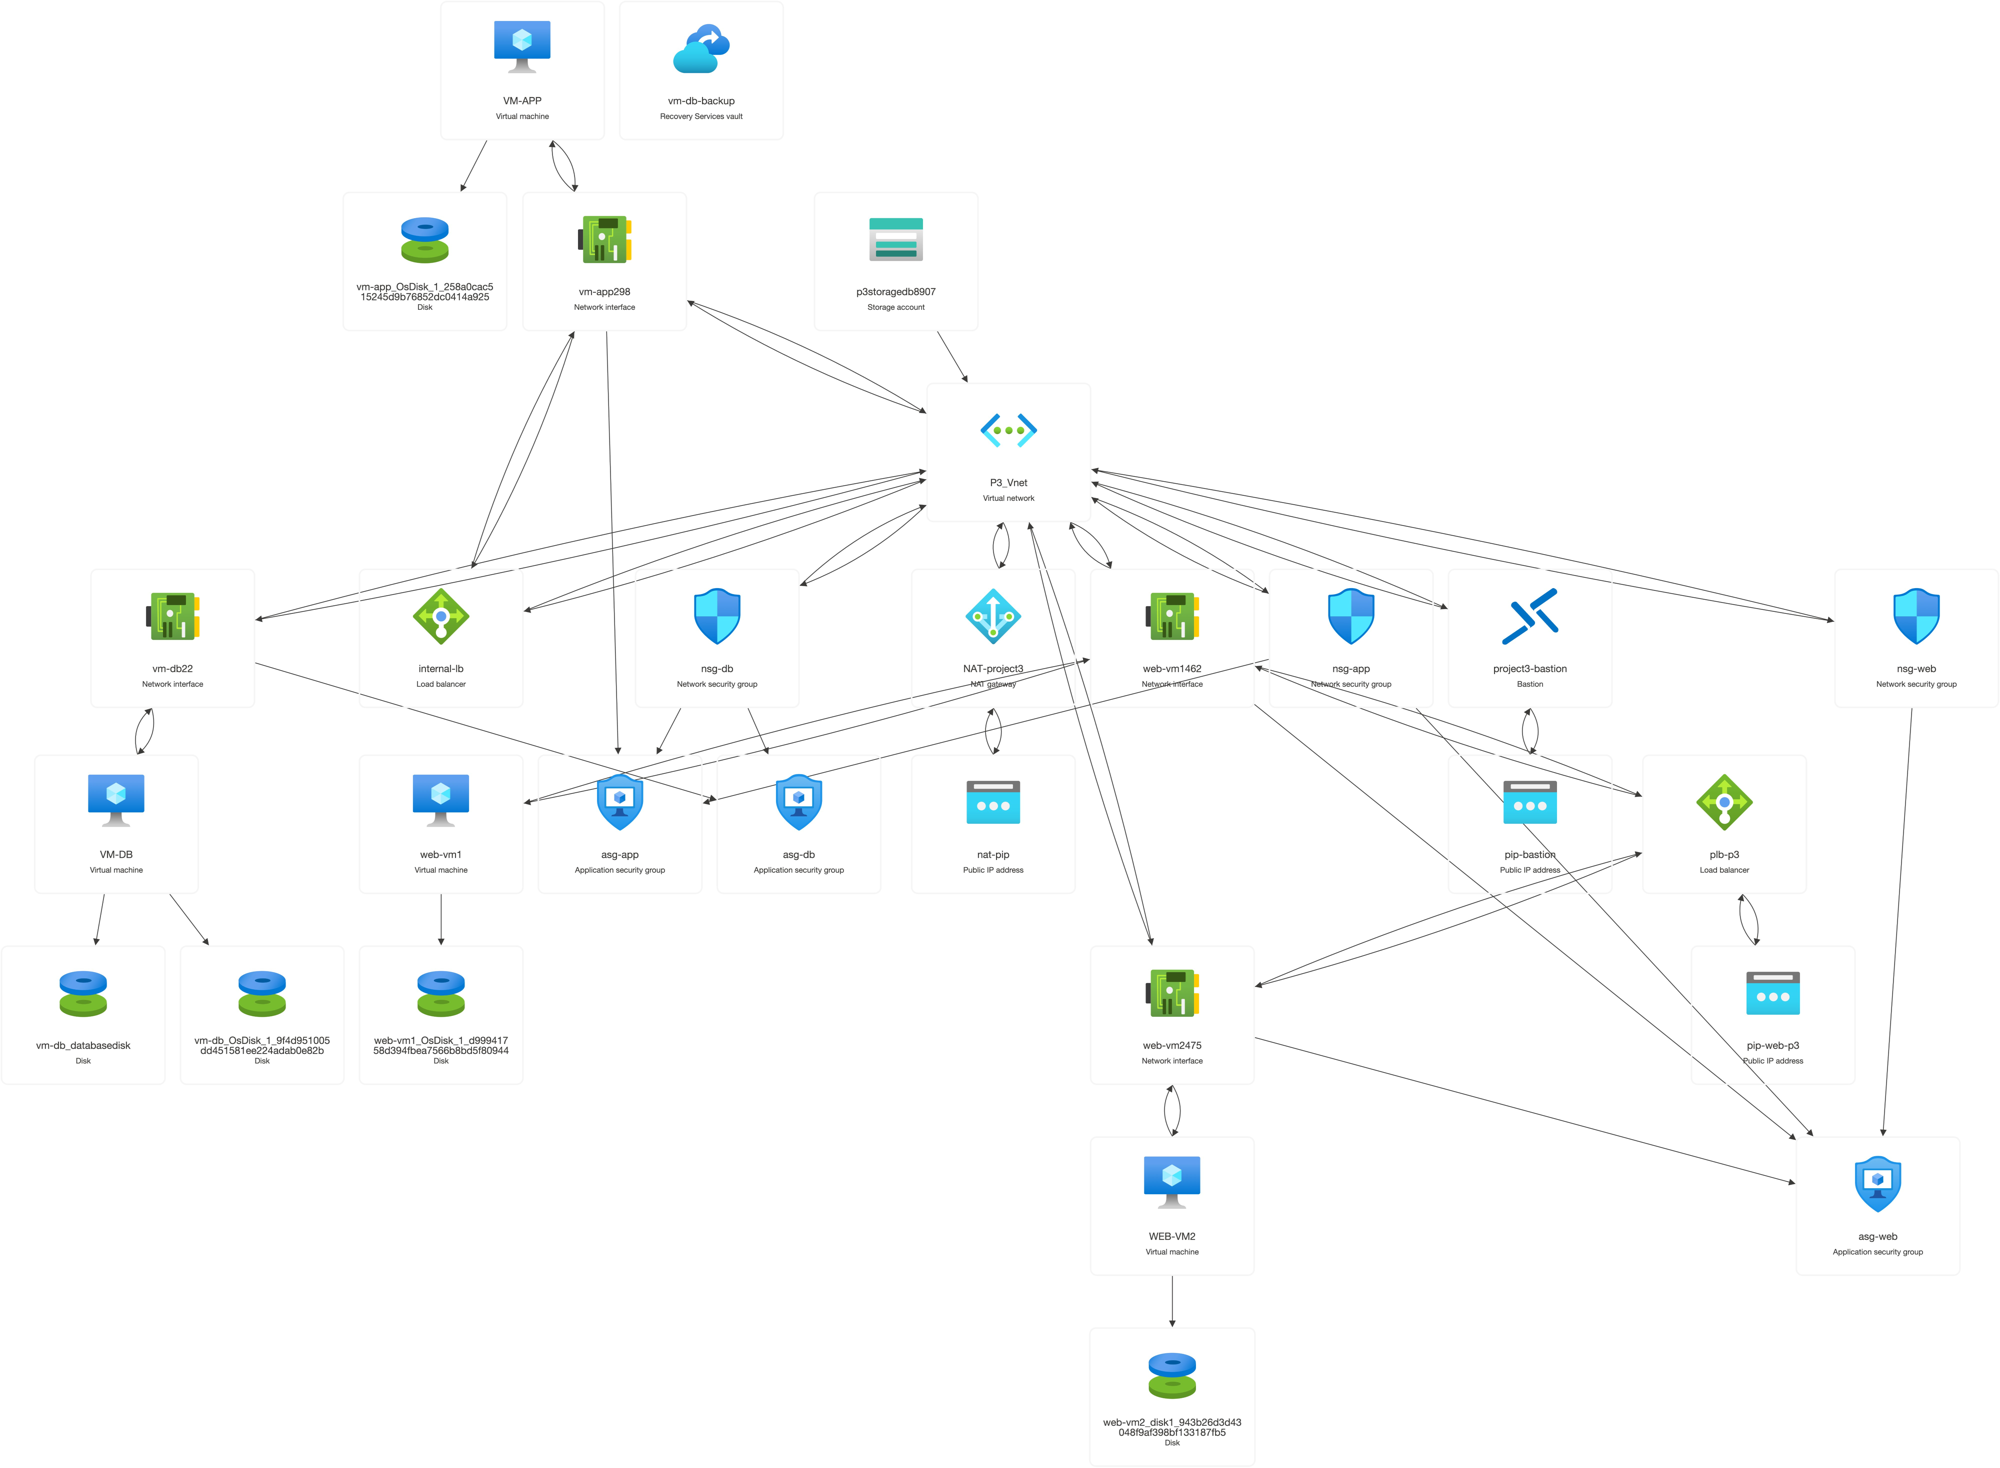 VM-APP
Virtual machine
vm-db-backup
Recovery Services vault
vm-app_OsDisk_1_258a0cac5
15245d9b76852dc0414a925
Disk
vm-app298
Network interface
p3storagedb8907
Storage account
P3_Vnet
Virtual network
vm-db22
Network interface
internal-lb
Load balancer
nsg-db
Network security group
NAT-project3
NAT gateway
web-vm1462
Network interface
nsg-app
Network security group
project3-bastion
Bastion
nsg-web
Network security group
VM-DB
Virtual machine
web-vm1
Virtual machine
asg-app
Application security group
asg-db
Application security group
nat-pip
Public IP address
pip-bastion
Public IP address
plb-p3
Load balancer
vm-db_databasedisk
Disk
vm-db_OsDisk_1_9f4d951005
dd451581ee224adab0e82b
Disk
web-vm1_OsDisk_1_d999417
58d394fbea7566b8bd5f80944
Disk
web-vm2475
Network interface
pip-web-p3
Public IP address
WEB-VM2
Virtual machine
asg-web
Application security group
web-vm2_disk1_943b26d3d43
048f9af398bf133187fb5
Disk